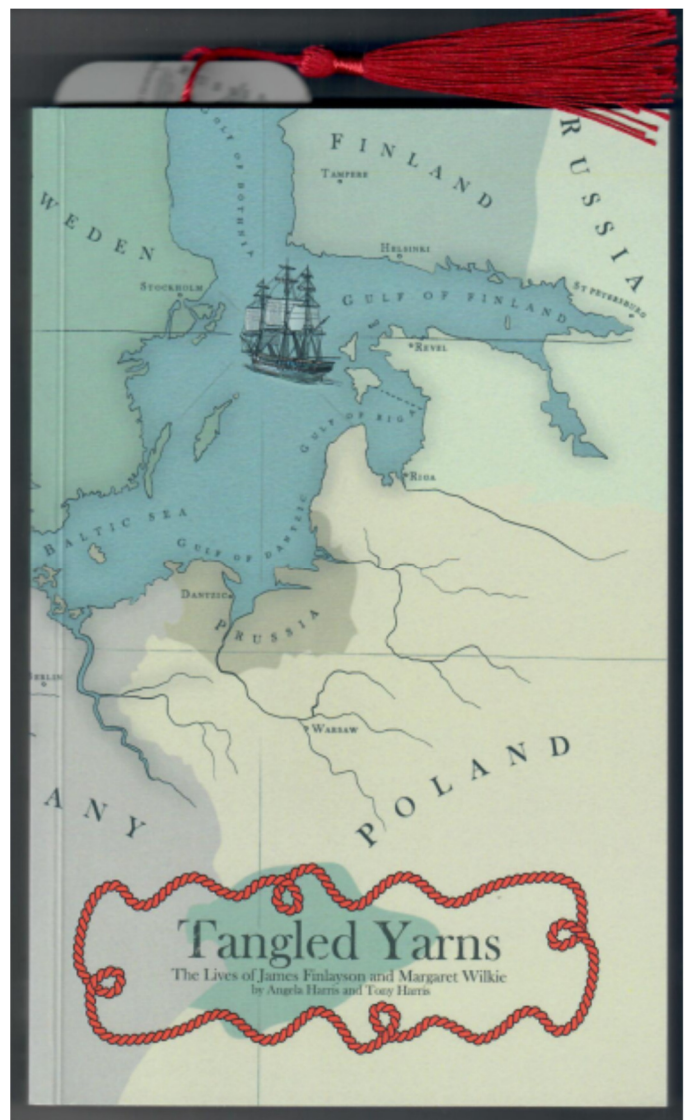 GULF OF BOTHNIA
FINLAND
RUSSIA
TAMPERE
WEDEN
HELSINKI
STOCKHOLM
ST PETERSBURG
GULF OF FINLAND
REVEL
GULF OF RIGA
RIGA
BALTIC SEA
GULF OF DANTZIC
DANTZIC
PRUSSIA
ERLIN
WARSAW
POLAND
ANY
Tangled Yarns
The Lives of James Finlayson and Margaret Wilkie
by Angela Harris and Tony Harris